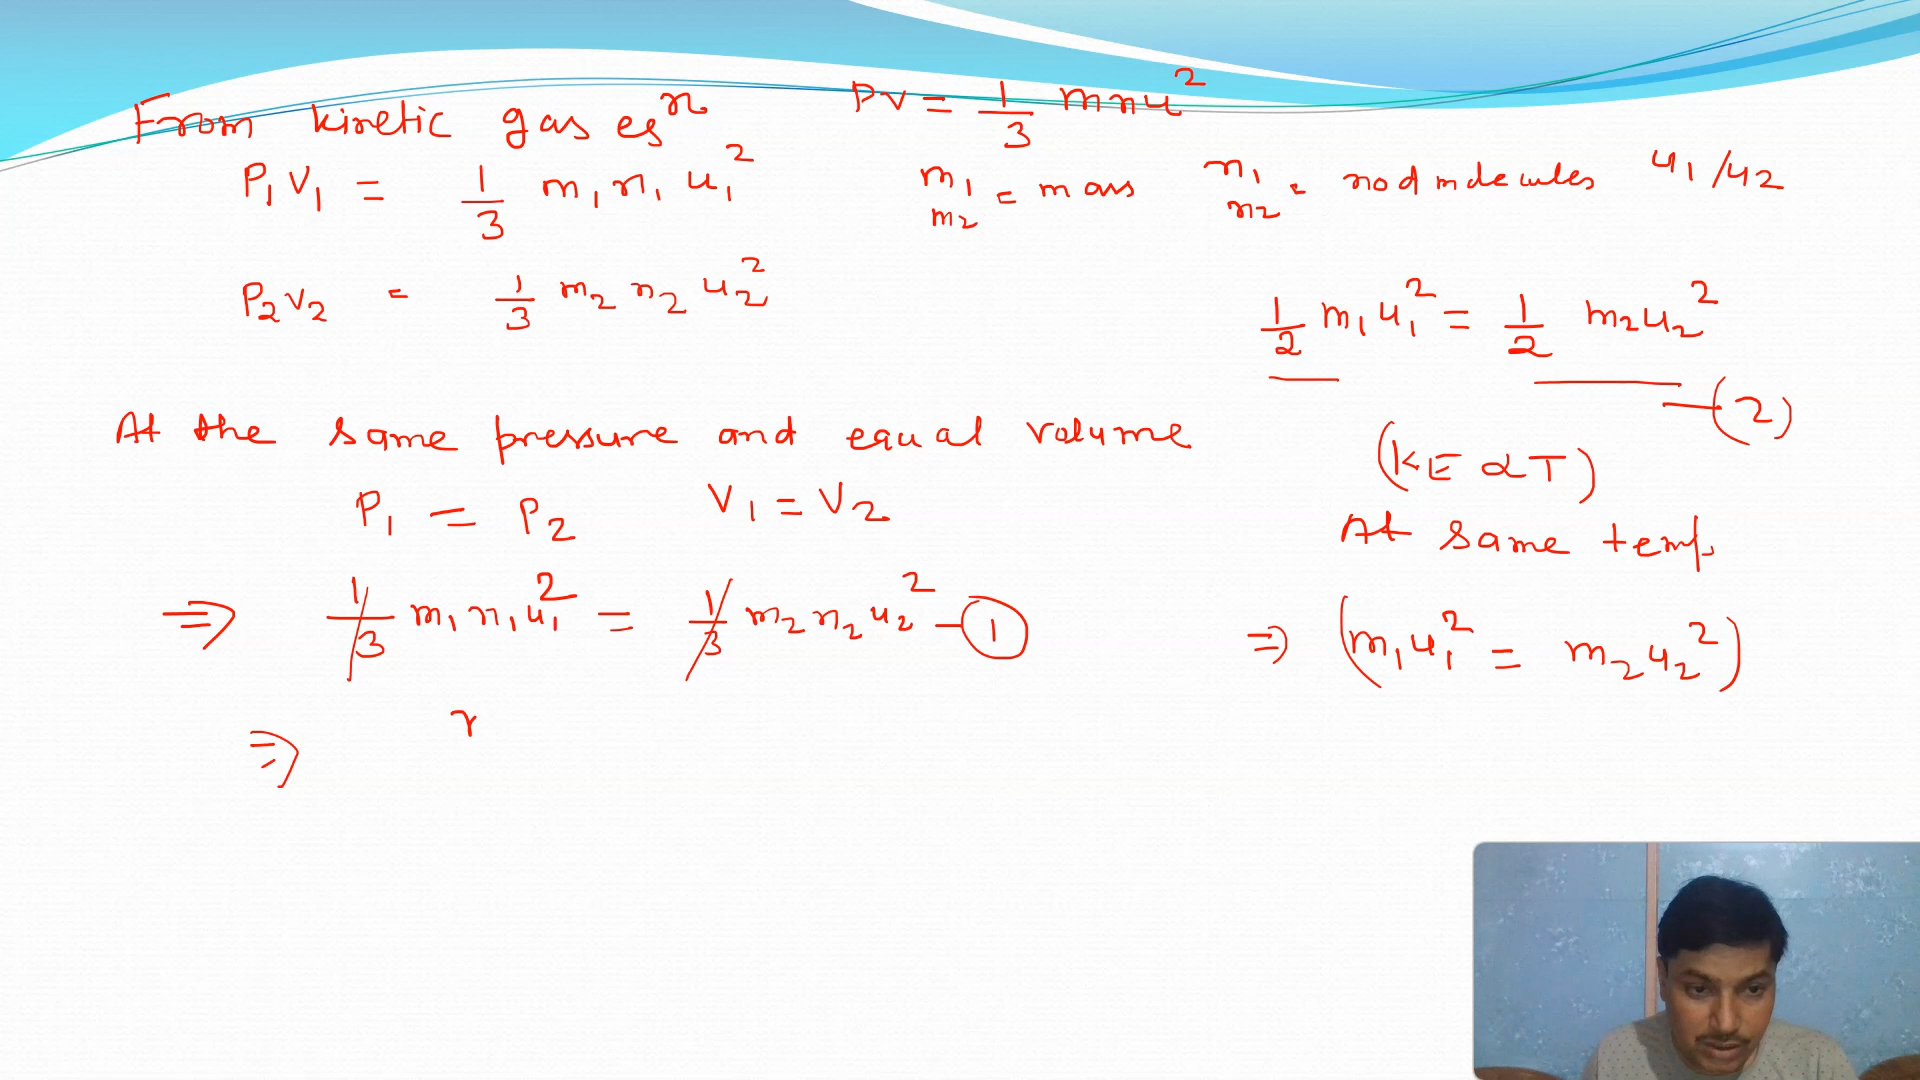 From kinetic gas eqn PV = 1/3 mnu²
P₁V₁ = 1/3 m₁n₁u₁²
m₁ m₂ = mass n₁ n₂ = no of molecules u₁/u₂
P₂V₂ = 1/3 m₂n₂u₂²
1/2 m₁u₁² = 1/2 m₂u₂² —(2)
(KE ∝ T)
At the same pressure and equal volume
P₁ = P₂ V₁ = V₂
At same temp.
⇒ 1/3 m₁n₁u₁² = 1/3 m₂n₂u₂² —①
⇒ (m₁u₁² = m₂u₂²)
⇒